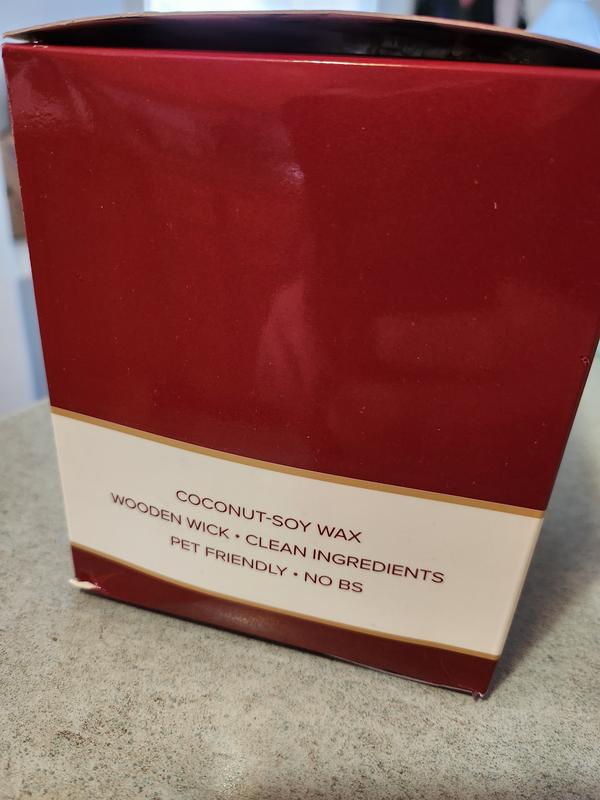 COCONUT-SOY WAX
WOODEN WICK • CLEAN INGREDIENTS
PET FRIENDLY • NO BS